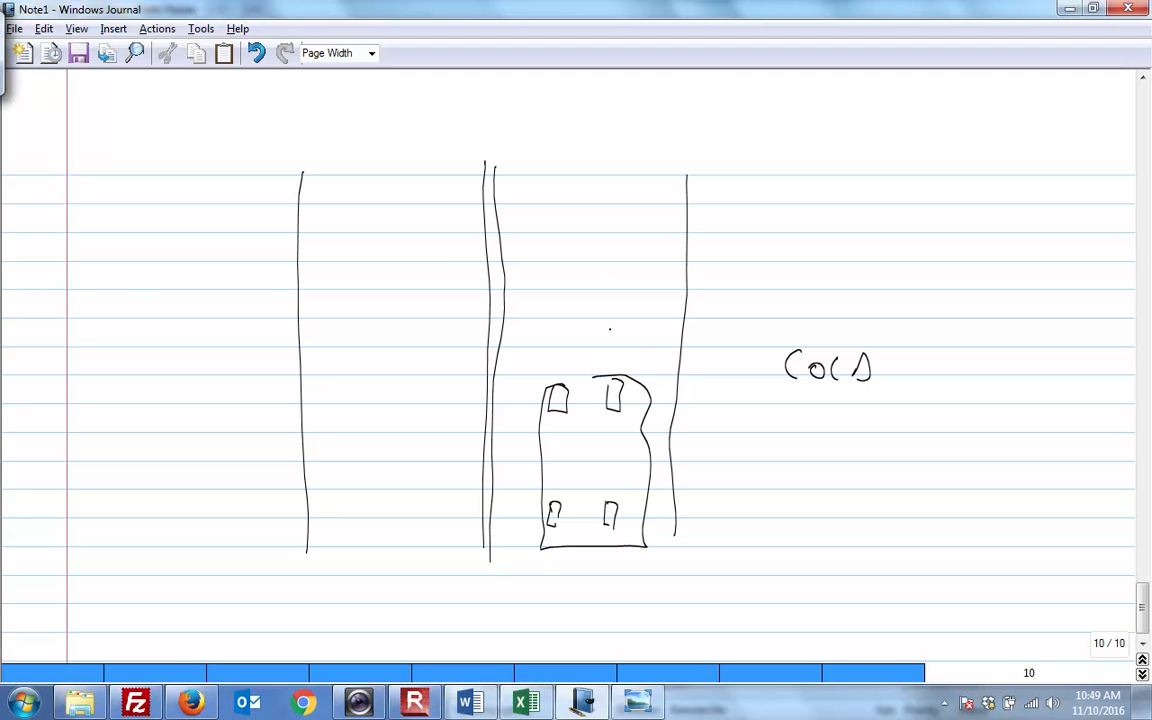 Note1 - Windows Journal
File Edit View Insert Actions Tools Help
Page Width
10 / 10
10
10:49 AM
11/10/2016